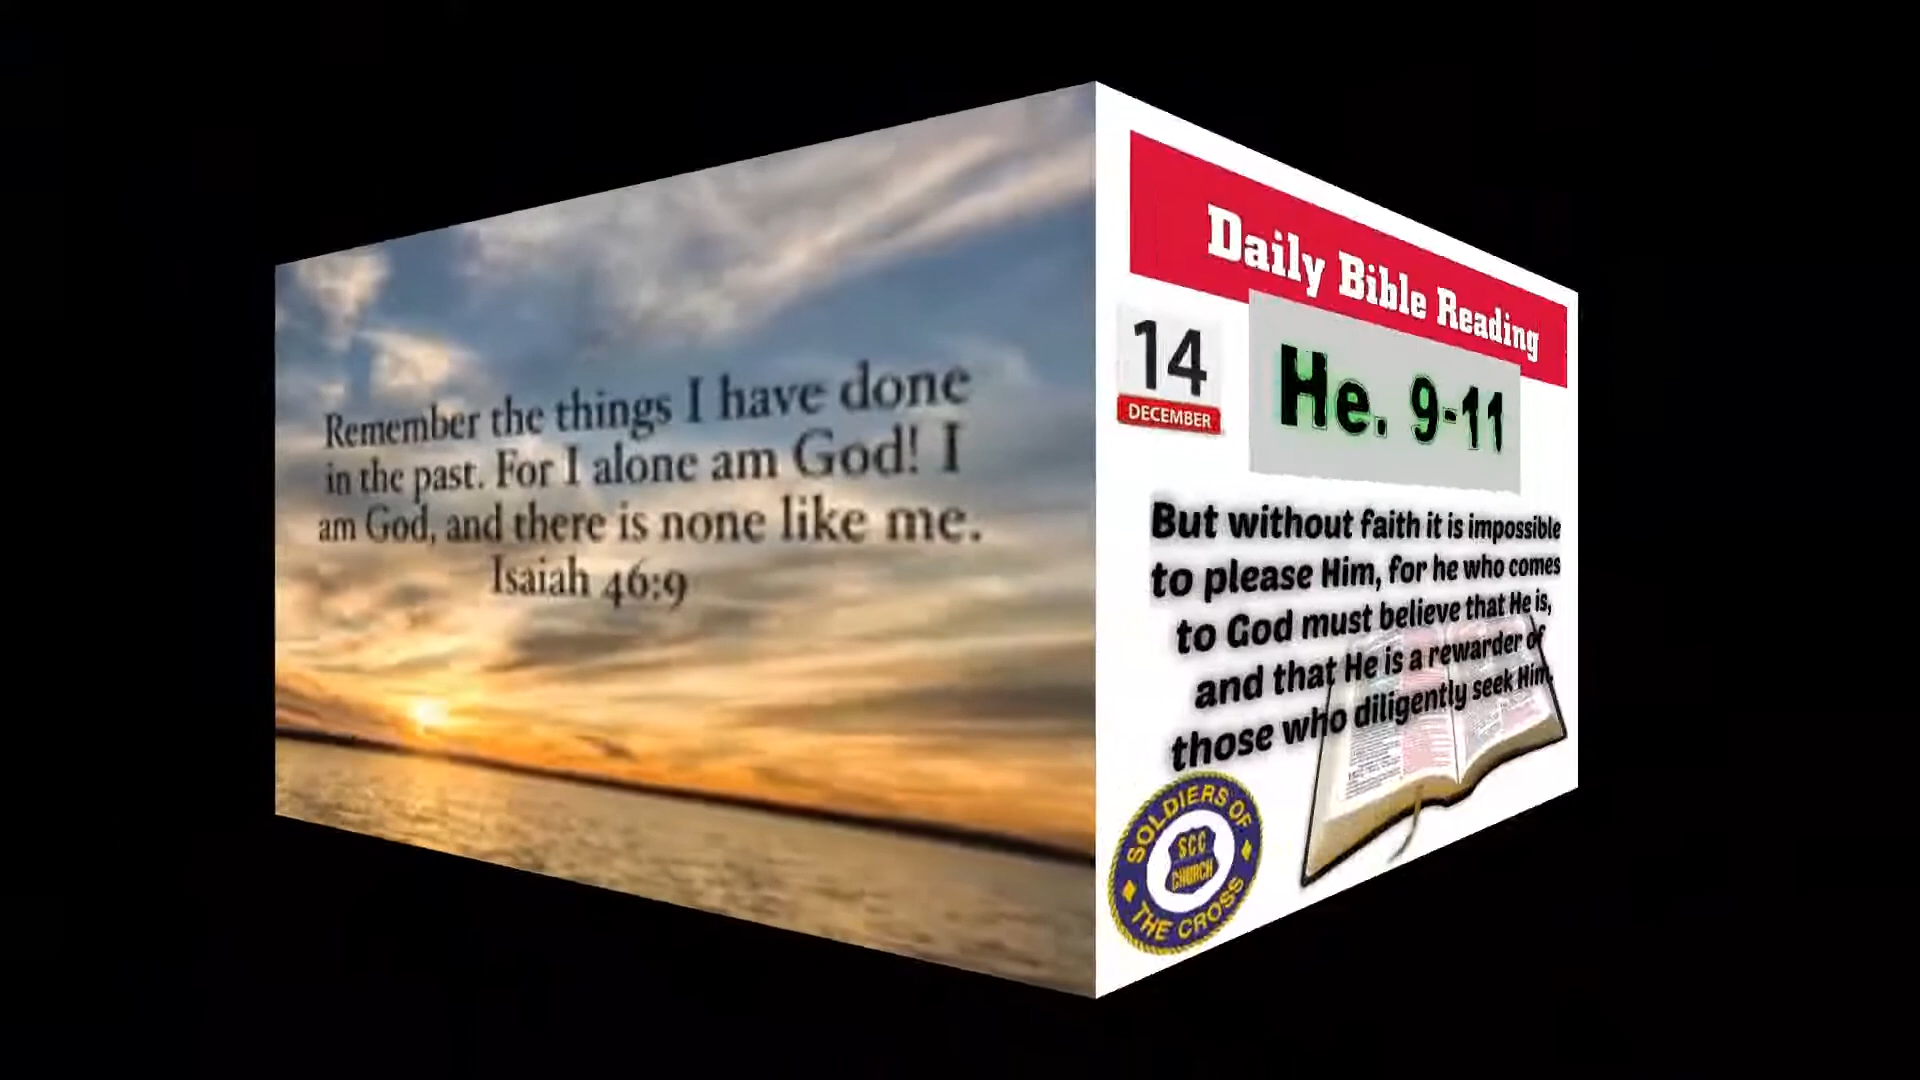 Remember the things I have done
in the past. For I alone am God! I
am God, and there is none like me.
Isaiah 46:9
Daily Bible Reading
14
DECEMBER
He. 9-11
But without faith it is impossible
to please Him, for he who comes
to God must believe that He is,
and that He is a rewarder of
those who diligently seek Him.
SOLDIERS OF
SCC
CHURCH
THE CROSS